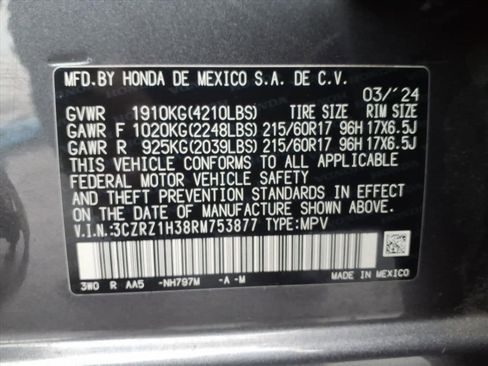 MFD.BY HONDA DE MEXICO S.A. DE C.V.
03/'24
GVWR 1910KG(4210LBS) TIRE SIZE RIM SIZE
GAWR F 1020KG(2248LBS) 215/60R17 96H 17X6.5J
GAWR R 925KG(2039LBS) 215/60R17 96H 17X6.5J
THIS VEHICLE CONFORMS TO ALL APPLICABLE
FEDERAL MOTOR VEHICLE SAFETY
AND THEFT PREVENTION STANDARDS IN EFFECT
ON THE DATE OF MANUFACTURE SHOWN ABOVE.
V.I.N:3CZRZ1H38RM753877 TYPE:MPV
3W0 R AA5 -NH797M -A -M
MADE IN MEXICO